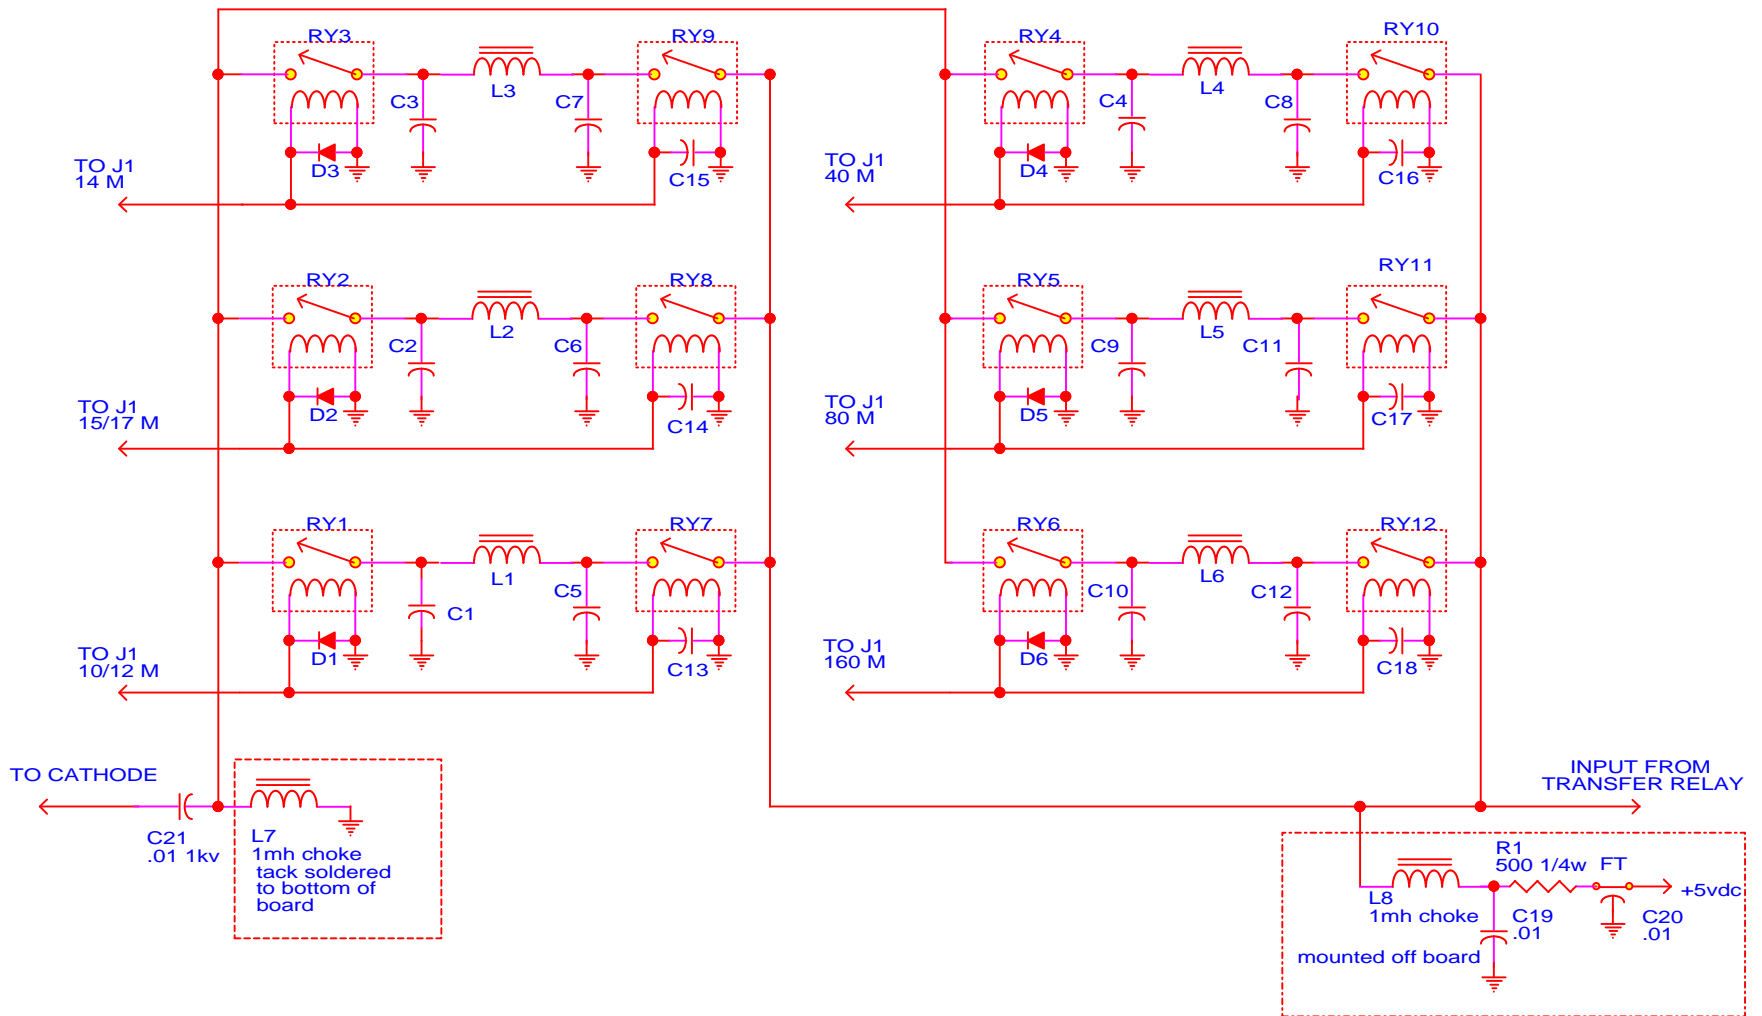 RY3
RY9
RY4
RY10
C3
L3
C7
C4
L4
C8
TO J1
14 M
D3
C15
TO J1
40 M
D4
C16
RY2
RY8
RY5
RY11
C2
L2
C6
C9
L5
C11
TO J1
15/17 M
D2
C14
TO J1
80 M
D5
C17
RY1
RY7
RY6
RY12
C1
L1
C5
C10
L6
C12
TO J1
10/12 M
D1
C13
TO J1
160 M
D6
C18
TO CATHODE
C21
.01 1kv
L7
1mh choke
tack soldered
to bottom of
board
INPUT FROM
TRANSFER RELAY
R1
500 1/4w
FT
+5vdc
L8
1mh choke
C19
.01
C20
.01
mounted off board